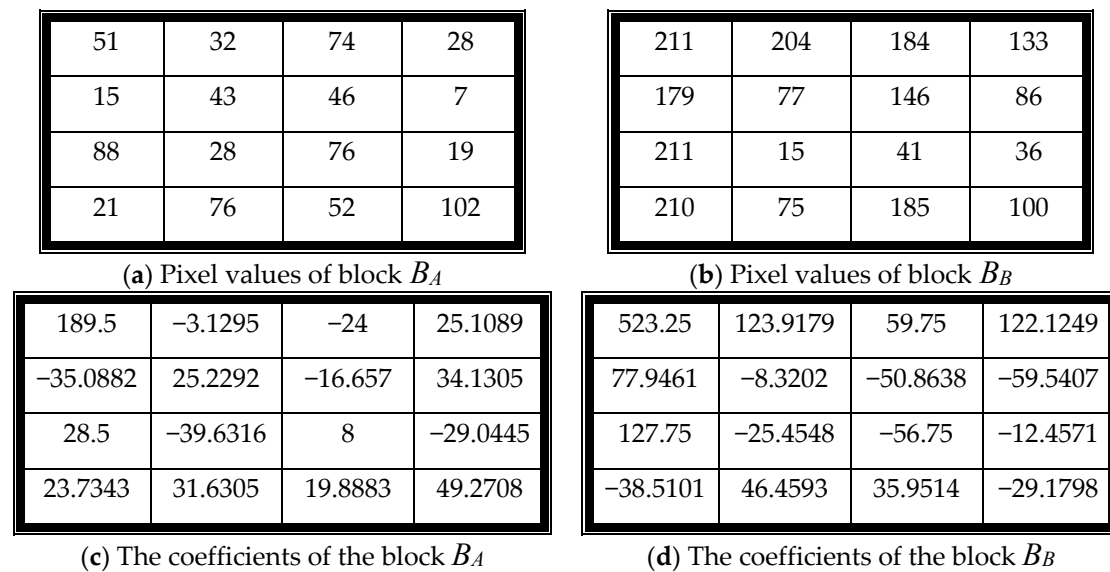 51 32 74 28 211 204 184 133
15 43 46 7 179 77 146 86
88 28 76 19 211 15 41 36
21 76 52 102 210 75 185 100
(a) Pixel values of block B_A (b) Pixel values of block B_B
189.5 −3.1295 −24 25.1089 523.25 123.9179 59.75 122.1249
−35.0882 25.2292 −16.657 34.1305 77.9461 −8.3202 −50.8638 −59.5407
28.5 −39.6316 8 −29.0445 127.75 −25.4548 −56.75 −12.4571
23.7343 31.6305 19.8883 49.2708 −38.5101 46.4593 35.9514 −29.1798
(c) The coefficients of the block B_A (d) The coefficients of the block B_B